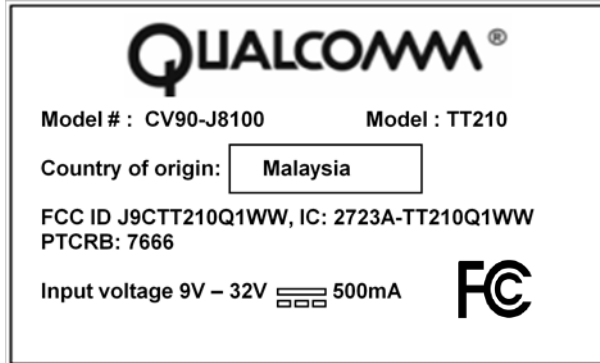 QUALCOMM®
Model # : CV90-J8100 Model : TT210
Country of origin: Malaysia
FCC ID J9CTT210Q1WW, IC: 2723A-TT210Q1WW
PTCRB: 7666
Input voltage 9V – 32V 500mA
FC